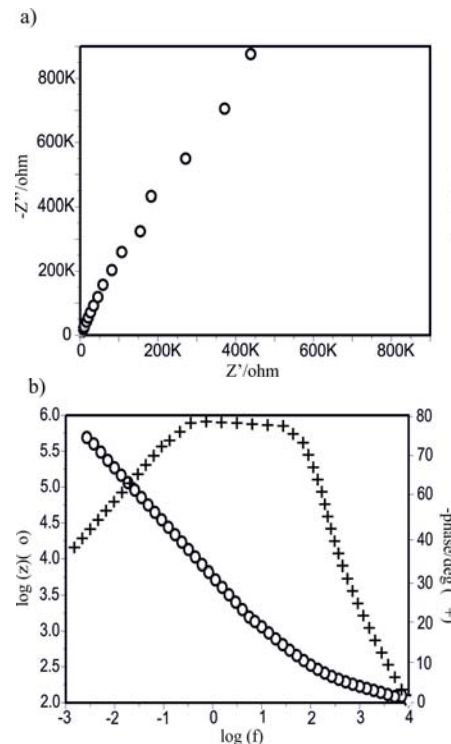 a)
800K
600K
400K
200K
0
-Z''/ohm
0 200K 400K 600K 800K
Z'/ohm
b)
6.0
5.5
5.0
4.5
4.0
3.5
3.0
2.5
2.0
log (z)( o)
80
70
60
40
30
20
10
0
-phase/deg ( +)
-3 -2 -1 0 1 2 3 4
log (f)